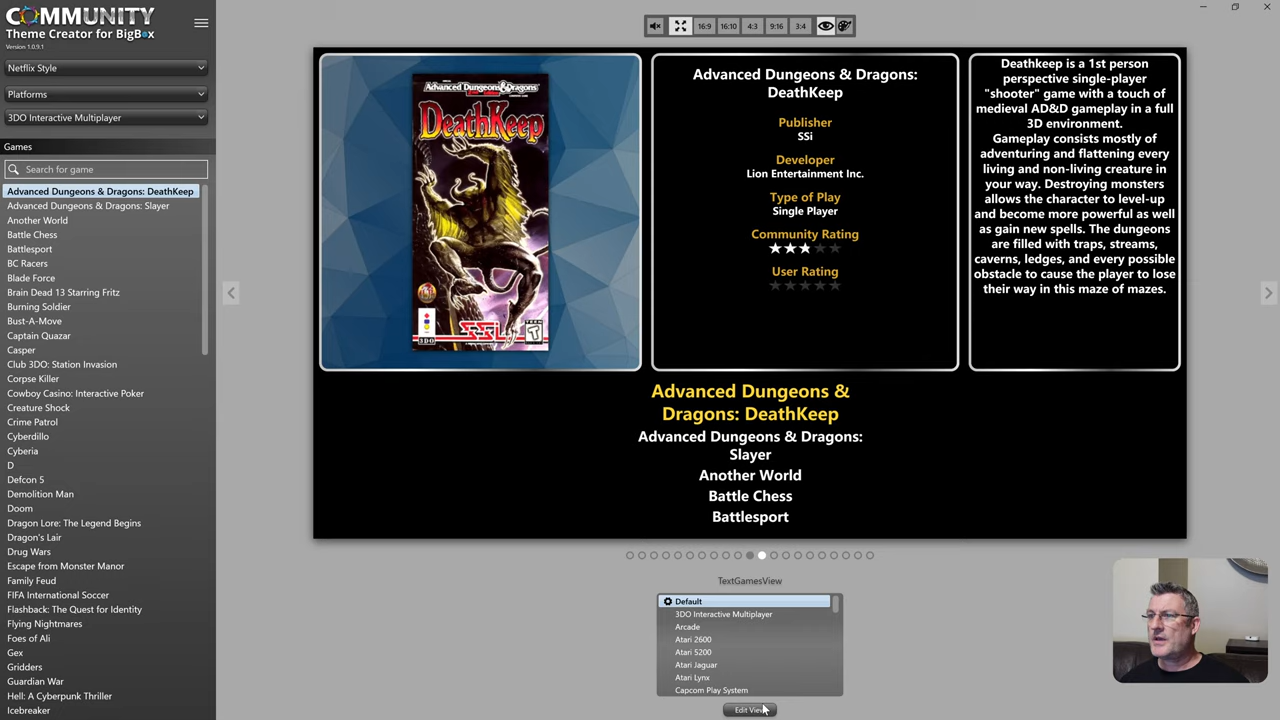 COMMUNITY
Theme Creator for BigBox
Version 1.0.9.1
Netflix Style
Platforms
3DO Interactive Multiplayer
Games
Search for game
Advanced Dungeons & Dragons: DeathKeep
Advanced Dungeons & Dragons: Slayer
Another World
Battle Chess
Battlesport
BC Racers
Blade Force
Brain Dead 13 Starring Fritz
Burning Soldier
Bust-A-Move
Captain Quazar
Casper
Club 3DO: Station Invasion
Corpse Killer
Cowboy Casino: Interactive Poker
Creature Shock
Crime Patrol
Cyberdillo
Cyberia
D
Defcon 5
Demolition Man
Doom
Dragon Lore: The Legend Begins
Dragon's Lair
Drug Wars
Escape from Monster Manor
Family Feud
FIFA International Soccer
Flashback: The Quest for Identity
Flying Nightmares
Foes of Ali
Gex
Gridders
Guardian War
Hell: A Cyberpunk Thriller
Icebreaker
16:9 16:10 4:3 9:16 3:4
Advanced Dungeons & Dragons
DeathKeep
3DO
SSI
T
Advanced Dungeons & Dragons:
DeathKeep
Publisher
SSi
Developer
Lion Entertainment Inc.
Type of Play
Single Player
Community Rating
User Rating
Deathkeep is a 1st person
perspective single-player
"shooter" game with a touch of
medieval AD&D gameplay in a full
3D environment.
Gameplay consists mostly of
adventuring and flattening every
living and non-living creature in
your way. Destroying monsters
allows the character to level-up
and become more powerful as well
as gain new spells. The dungeons
are filled with traps, streams,
caverns, ledges, and every possible
obstacle to cause the player to lose
their way in this maze of mazes.
Advanced Dungeons &
Dragons: DeathKeep
Advanced Dungeons & Dragons:
Slayer
Another World
Battle Chess
Battlesport
TextGamesView
Default
3DO Interactive Multiplayer
Arcade
Atari 2600
Atari 5200
Atari Jaguar
Atari Lynx
Capcom Play System
Edit View